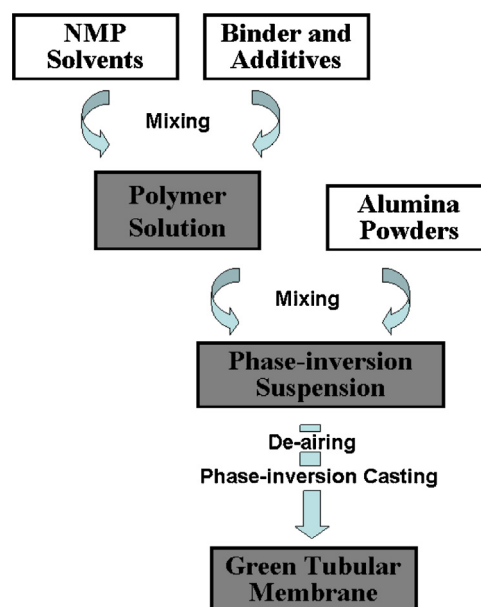 NMP
Solvents
Binder and
Additives
Mixing
Polymer
Solution
Alumina
Powders
Mixing
Phase-inversion
Suspension
De-airing
Phase-inversion Casting
Green Tubular
Membrane